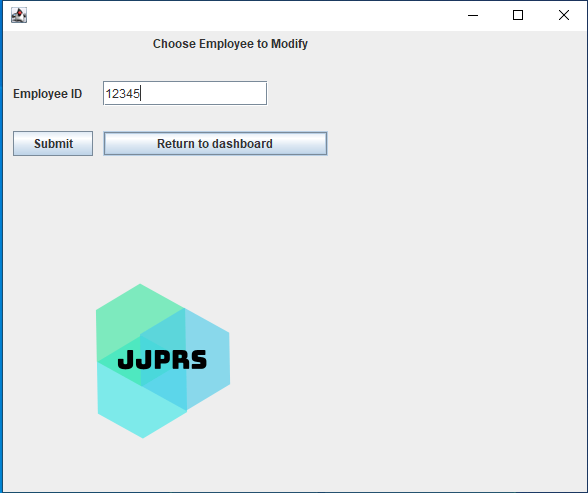 Choose Employee to Modify
Employee ID 12345
Submit Return to dashboard
JJPRS